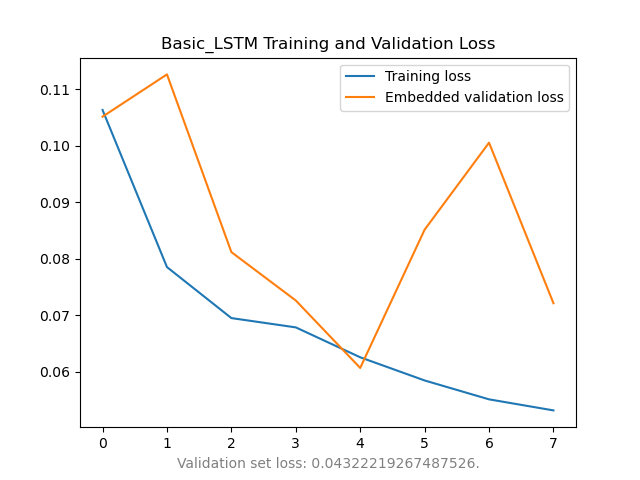 Basic_LSTM Training and Validation Loss
Training loss
Embedded validation loss
0.11
0.10
0.09
0.08
0.07
0.06
0 1 2 3 4 5 6 7
Validation set loss: 0.04322219267487526.